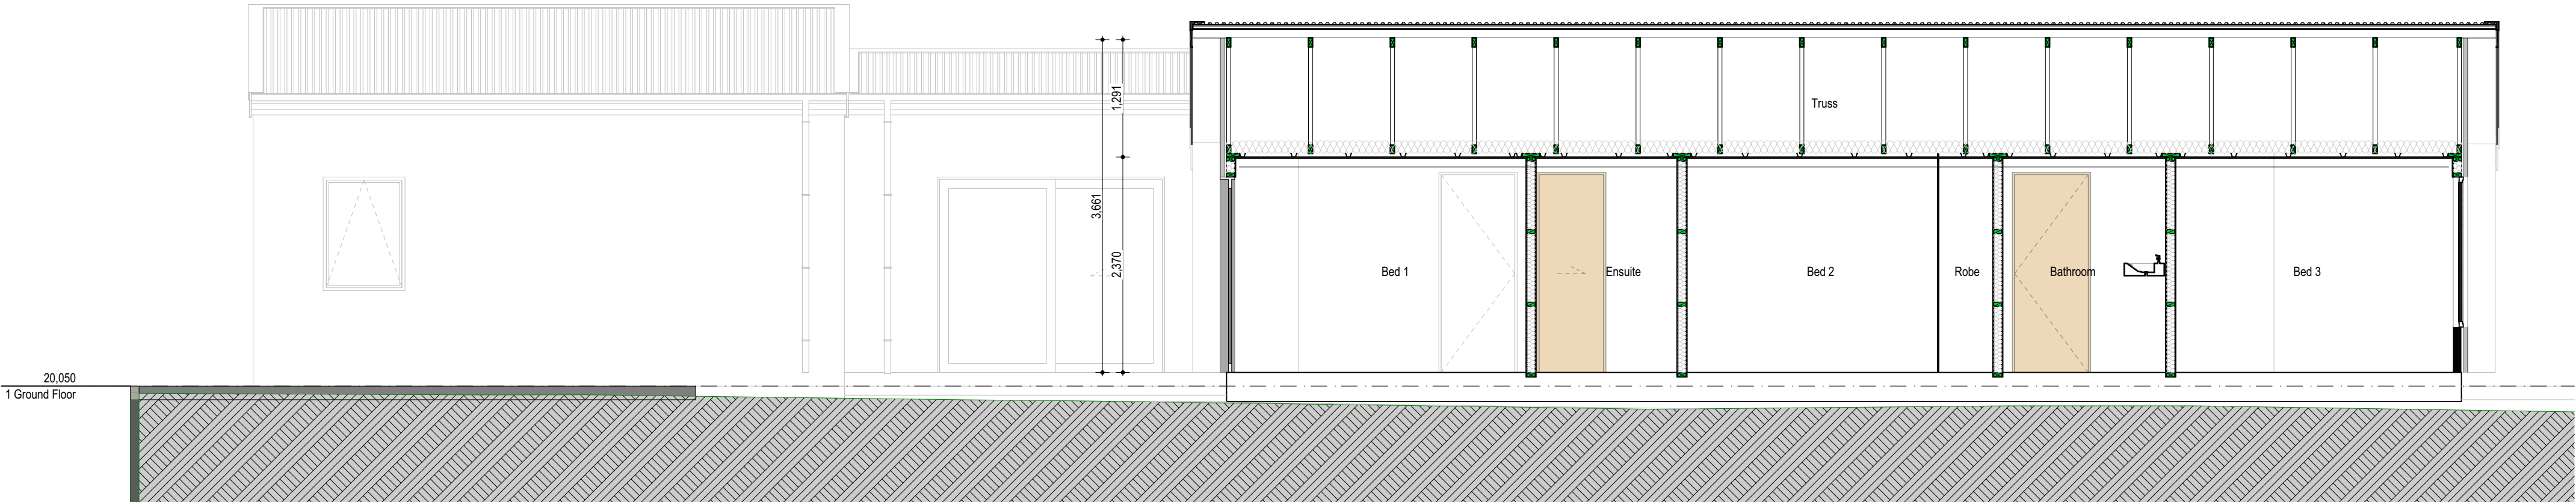 1,291
Truss
3,661
2,370
Bed 1
Ensuite
Bed 2
Robe
Bathroom
Bed 3
20,050
1 Ground Floor